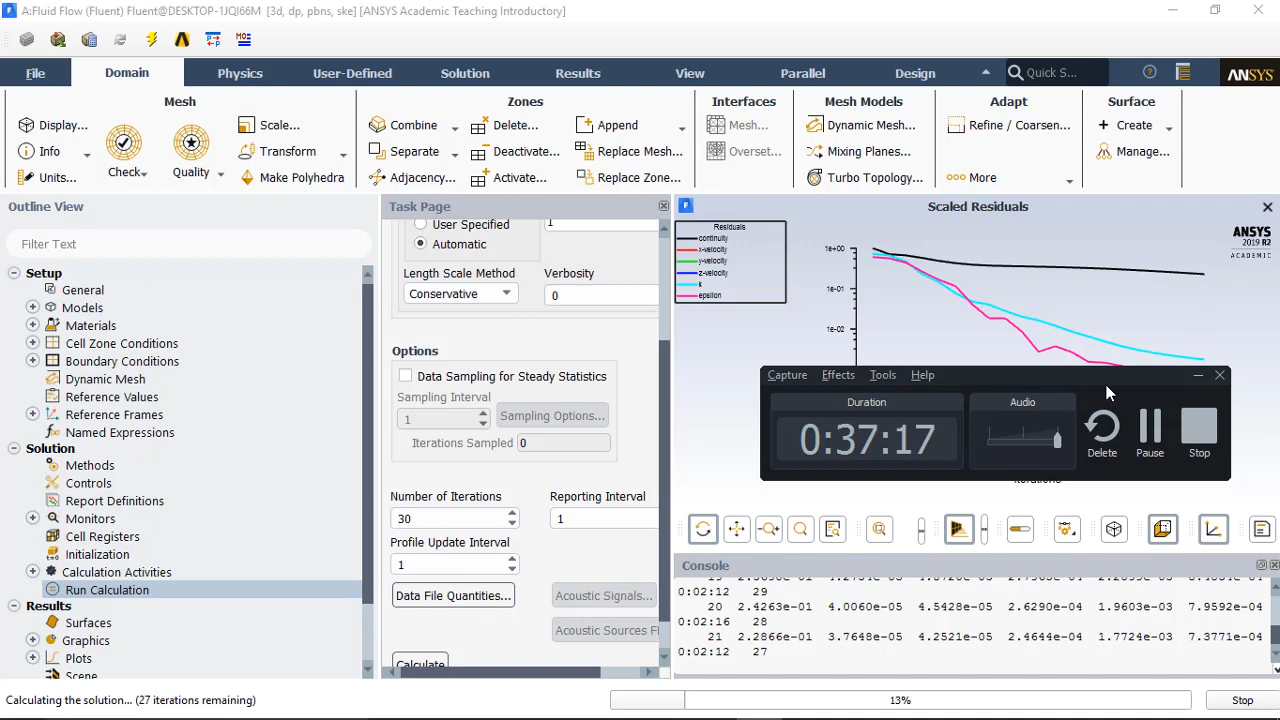 A:Fluid Flow (Fluent) Fluent@DESKTOP-1JQI66M [3d, dp, pbns, ske] [ANSYS Academic Teaching Introductory]
File Domain Physics User-Defined Solution Results View Parallel Design Quick S... ANSYS
Mesh Zones Interfaces Mesh Models Adapt Surface
Display... Scale... Combine Delete... Append Mesh... Dynamic Mesh... Refine / Coarsen... Create
Info Transform Separate Deactivate... Replace Mesh... Overset... Mixing Planes... Manage...
Units... Check Quality Make Polyhedra Adjacency... Activate... Replace Zone... Turbo Topology... More
Outline View
Filter Text
Setup
General
Models
Materials
Cell Zone Conditions
Boundary Conditions
Dynamic Mesh
Reference Values
Reference Frames
Named Expressions
Solution
Methods
Controls
Report Definitions
Monitors
Cell Registers
Initialization
Calculation Activities
Run Calculation
Results
Surfaces
Graphics
Plots
Scene
Task Page
User Specified 1
Automatic
Length Scale Method Verbosity
Conservative 0
Options
Data Sampling for Steady Statistics
Sampling Interval
1 Sampling Options...
Iterations Sampled 0
Number of Iterations Reporting Interval
30 1
Profile Update Interval
1
Data File Quantities... Acoustic Signals...
Acoustic Sources F
Calculate
Scaled Residuals
Residuals
continuity
x-velocity
y-velocity
z-velocity
k
epsilon
1e+00
1e-01
1e-02
ANSYS
2019 R2
ACADEMIC
Capture Effects Tools Help
Duration Audio
0:37:17
Delete Pause Stop
Iterations
Console
0:02:12 29
20 2.4263e-01 4.0060e-05 4.5428e-05 2.6290e-04 1.9603e-03 7.9592e-04
0:02:16 28
21 2.2866e-01 3.7648e-05 4.2521e-05 2.4644e-04 1.7724e-03 7.3771e-04
0:02:12 27
Calculating the solution... (27 iterations remaining) 13% Stop